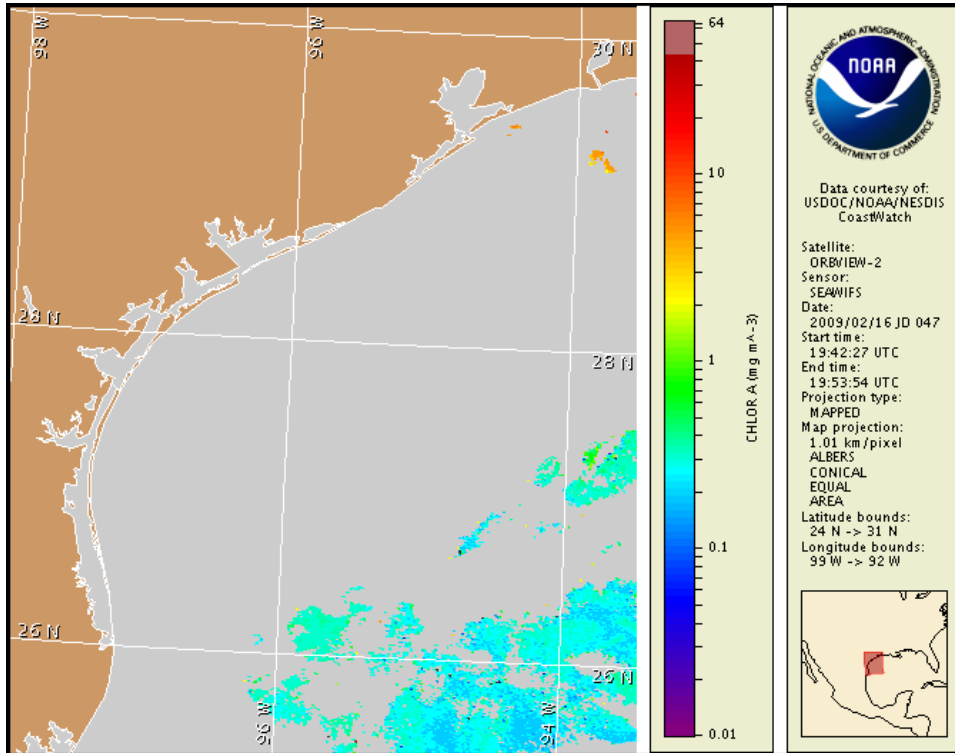 98 W
96 W
30 N
28 N
28 N
26 N
26 N
96 W
94 W
64
10
1
0.1
0.01
CHLOR A (mg m^-3)
NATIONAL OCEANIC AND ATMOSPHERIC ADMINISTRATION
NOAA
U.S. DEPARTMENT OF COMMERCE
Data courtesy of:
USDOC/NOAA/NESDIS
CoastWatch
Satellite:
ORBVIEW-2
Sensor:
SEAWIFS
Date:
2009/02/16 JD 047
Start time:
19:42:27 UTC
End time:
19:53:54 UTC
Projection type:
MAPPED
Map projection:
1.01 km/pixel
ALBERS
CONICAL
EQUAL
AREA
Latitude bounds:
24 N -> 31 N
Longitude bounds:
99 W -> 92 W